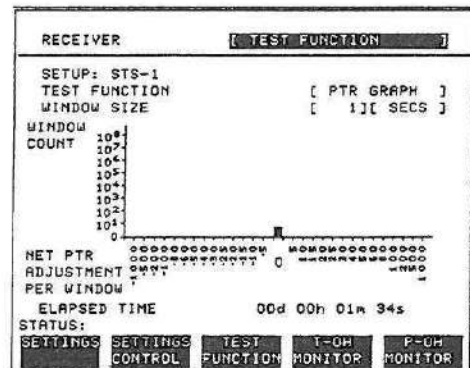 RECEIVER [ TEST FUNCTION ]
SETUP: STS-1
TEST FUNCTION [ PTR GRAPH ]
WINDOW SIZE [ 1][ SECS ]
WINDOW
COUNT
10⁸
10⁷
10⁶
10⁵
10⁴
10³
10²
10¹
0
0
NET PTR
ADJUSTMENT
PER WINDOW
ELAPSED TIME 00d 00h 01m 34s
STATUS:
SETTINGS SETTINGS CONTROL TEST FUNCTION T-OH MONITOR P-OH MONITOR